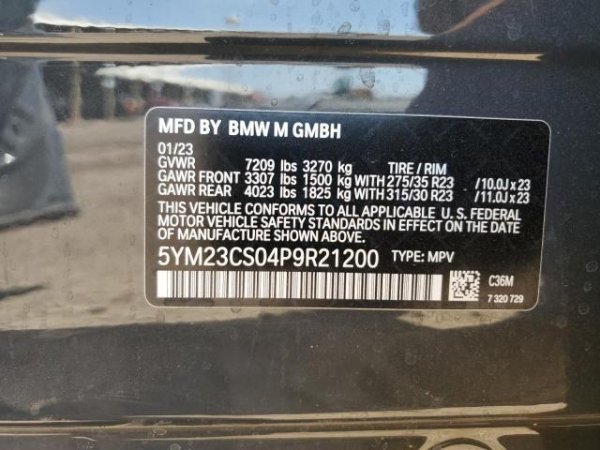 MFD BY BMW M GMBH
01/23
GVWR 7209 lbs 3270 kg TIRE / RIM
GAWR FRONT 3307 lbs 1500 kg WITH 275/35 R23 /10.0J x 23
GAWR REAR 4023 lbs 1825 kg WITH 315/30 R23 /11.0J x 23
THIS VEHICLE CONFORMS TO ALL APPLICABLE U. S. FEDERAL
MOTOR VEHICLE SAFETY STANDARDS IN EFFECT ON THE DATE OF
MANUFACTURE SHOWN ABOVE.
5YM23CS04P9R21200 TYPE: MPV
C36M
7 320 729